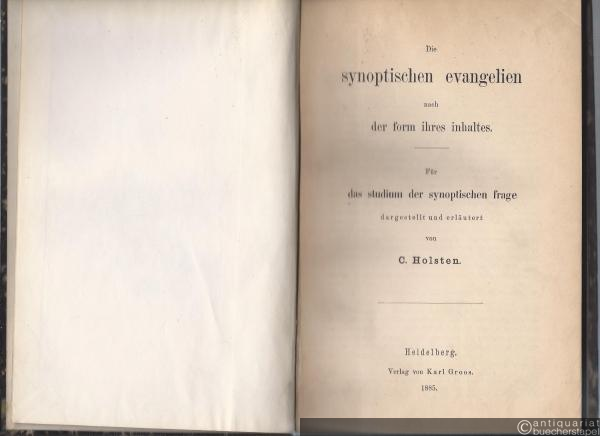 Die
synoptischen evangelien
nach
der form ihres inhaltes.
Für
das studium der synoptischen frage
dargestellt und erläutert
von
C. Holsten.
Heidelberg.
Verlag von Karl Groos.
1885.
antiquariat
buecherstapel